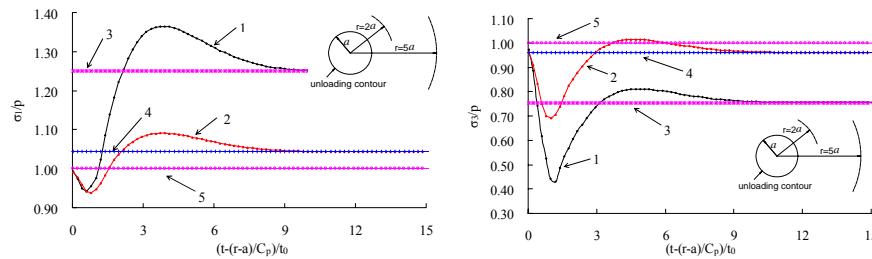 σ₁/p
1.40
1.30
1.20
1.10
1.00
0.90
0 3 6 9 12 15
(t-(r-a)/Cₚ)/t₀
1
2
3
4
5
r=2a
a
r=5a
unloading contour
σ₃/p
1.10
1.00
0.90
0.80
0.70
0.60
0.50
0.40
0.30
0 3 6 9 12 15
(t-(r-a)/Cₚ)/t₀
5
2
4
3
1
r=2a
a
r=5a
unloading contour